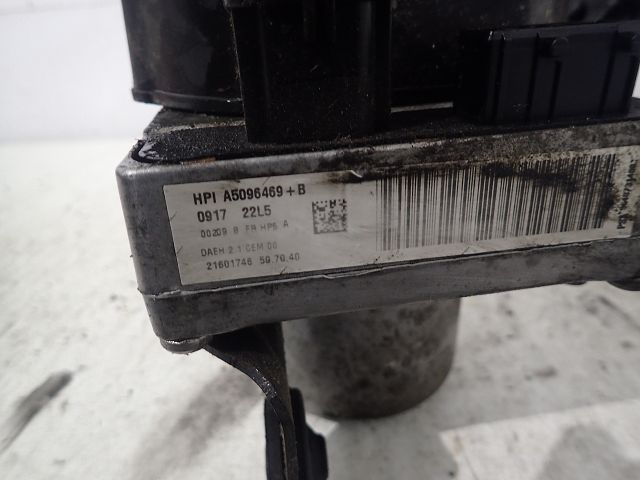 HPI A5096469+B
0917 22L5
00209 B FR HP6 A
DAEH 2.1 CEM 00
21601746 59.70.40